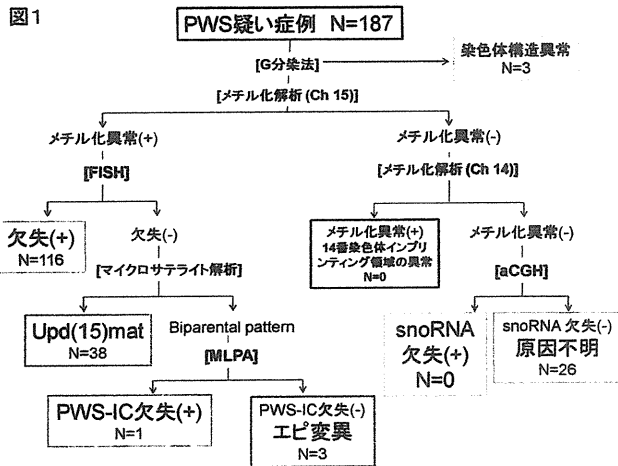 図1
PWS疑い症例 N=187
[G分染法]
染色体構造異常
N=3
[メチル化解析 (Ch 15)]
メチル化異常(+)
メチル化異常(-)
[FISH]
[メチル化解析 (Ch 14)]
欠失(+)
N=116
欠失(-)
[マイクロサテライト解析]
メチル化異常(+)
14番染色体インプリ
ンティング領域の異常
N=0
メチル化異常(-)
[aCGH]
Upd(15)mat
N=38
Biparental pattern
[MLPA]
snoRNA
欠失(+)
N=0
snoRNA 欠失(-)
原因不明
N=26
PWS-IC欠失(+)
N=1
PWS-IC欠失(-)
エピ変異
N=3